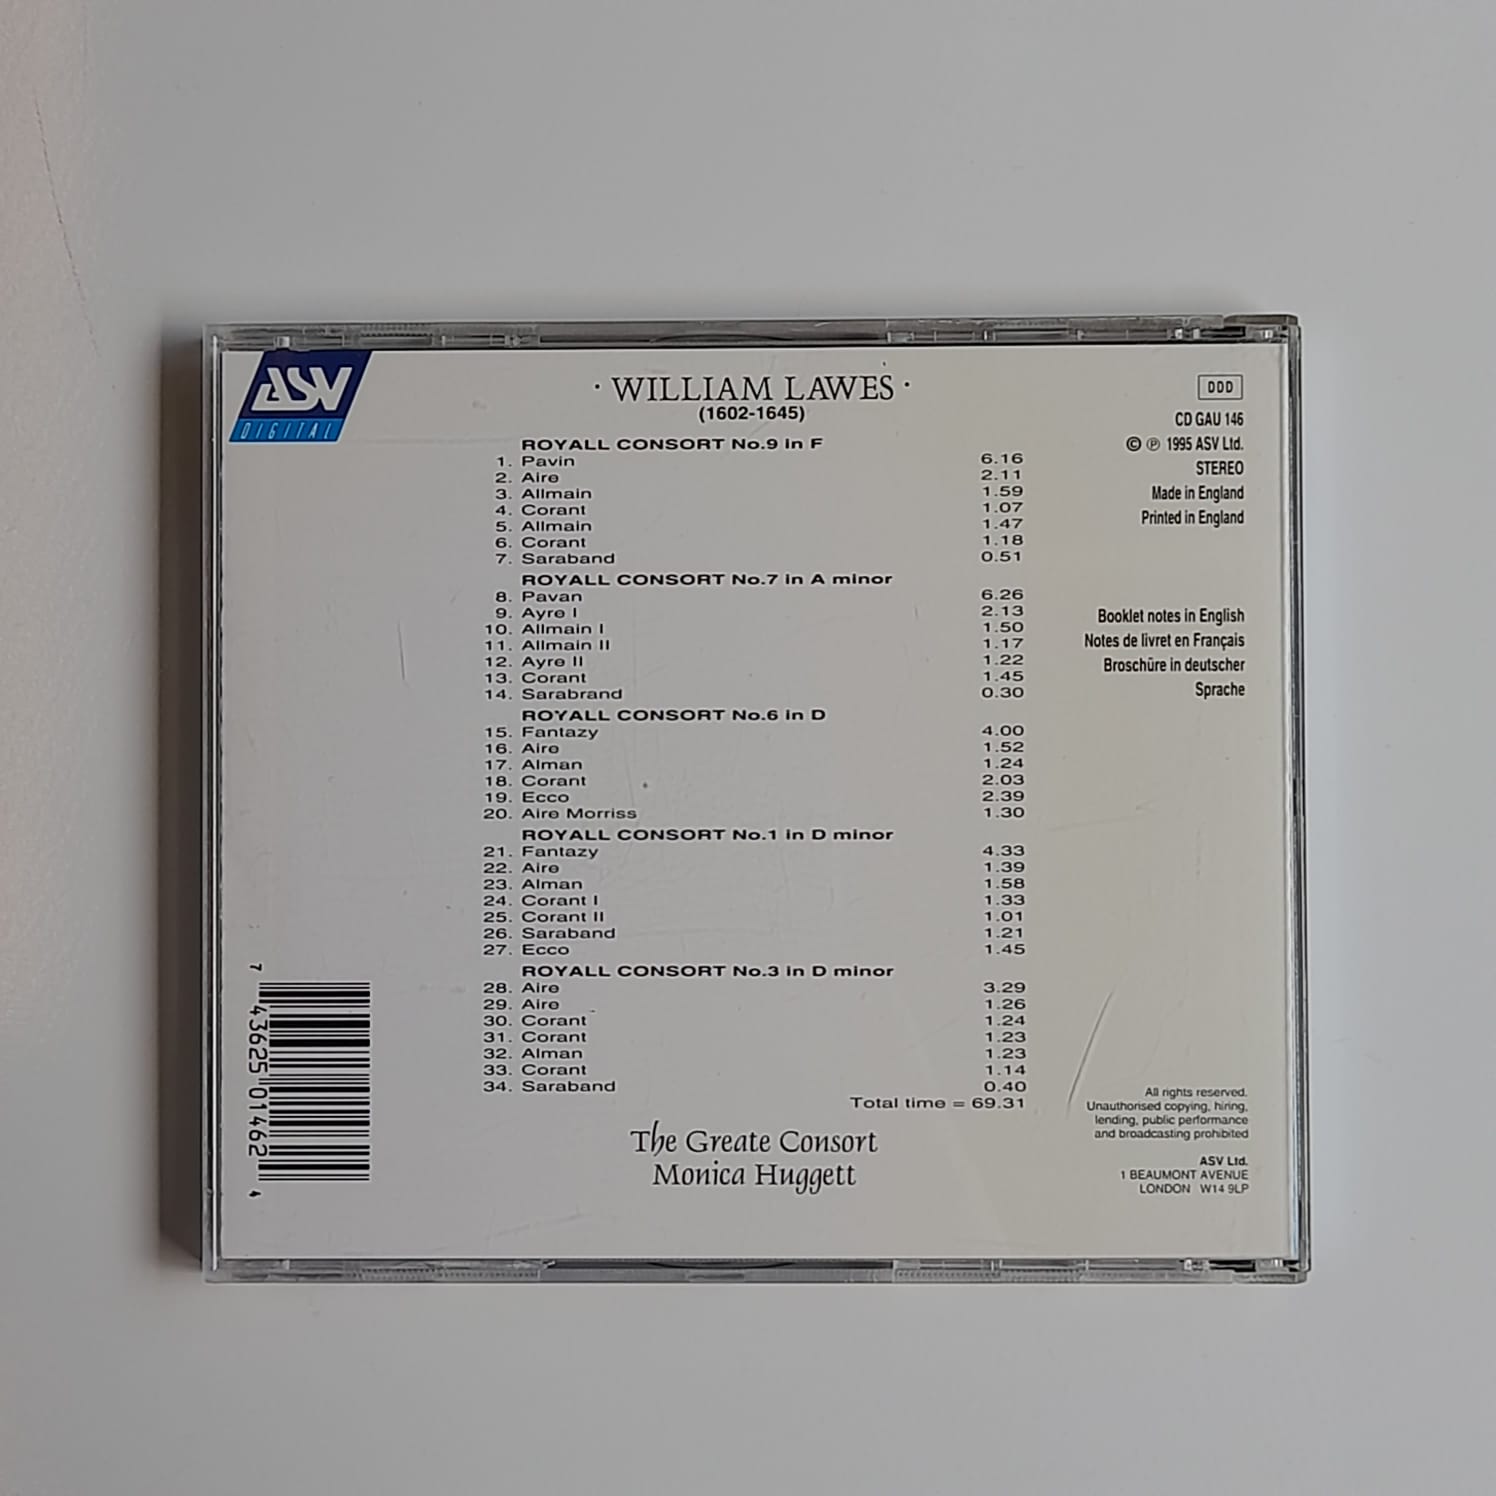 ASV
DIGITAL
· WILLIAM LAWES ·
(1602-1645)
ROYALL CONSORT No.9 in F
1. Pavin 6.16
2. Aire 2.11
3. Allmain 1.59
4. Corant 1.07
5. Allmain 1.47
6. Corant 1.18
7. Saraband 0.51
ROYALL CONSORT No.7 in A minor
8. Pavan 6.26
9. Ayre I 2.13
10. Allmain I 1.50
11. Allmain II 1.17
12. Ayre II 1.22
13. Corant 1.45
14. Sarabrand 0.30
ROYALL CONSORT No.6 in D
15. Fantazy 4.00
16. Aire 1.52
17. Alman 1.24
18. Corant 2.03
19. Ecco 2.39
20. Aire Morriss 1.30
ROYALL CONSORT No.1 in D minor
21. Fantazy 4.33
22. Aire 1.39
23. Alman 1.58
24. Corant I 1.33
25. Corant II 1.01
26. Saraband 1.21
27. Ecco 1.45
ROYALL CONSORT No.3 in D minor
28. Aire 3.29
29. Aire 1.26
30. Corant 1.24
31. Corant 1.23
32. Alman 1.23
33. Corant 1.14
34. Saraband 0.40
Total time = 69.31
The Greate Consort
Monica Huggett
DDD
CD GAU 146
© ℗ 1995 ASV Ltd.
STEREO
Made in England
Printed in England
Booklet notes in English
Notes de livret en Français
Broschüre in deutscher
Sprache
All rights reserved.
Unauthorised copying, hiring,
lending, public performance
and broadcasting prohibited
ASV Ltd.
1 BEAUMONT AVENUE
LONDON W14 9LP
7 43625 01462 4